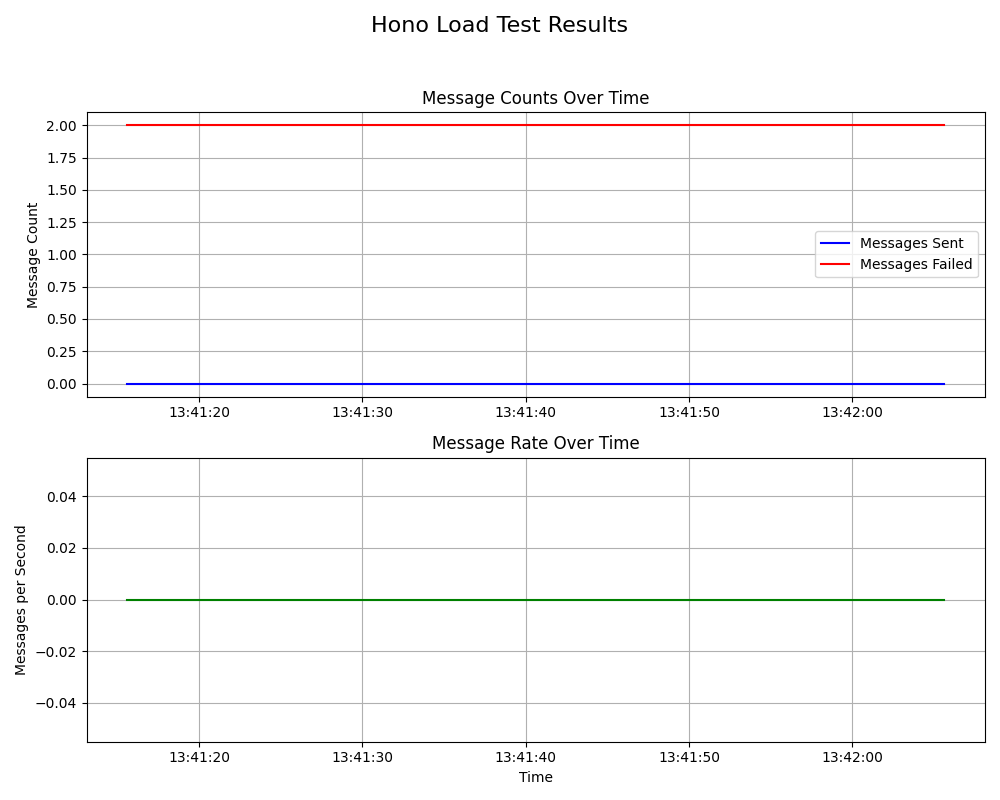 Hono Load Test Results
Message Counts Over Time
2.00
1.75
1.50
1.25
1.00
0.75
0.50
0.25
0.00
Message Count
Messages Sent
Messages Failed
13:41:20 13:41:30 13:41:40 13:41:50 13:42:00
Message Rate Over Time
0.04
0.02
0.00
−0.02
−0.04
Messages per Second
13:41:20 13:41:30 13:41:40 13:41:50 13:42:00
Time